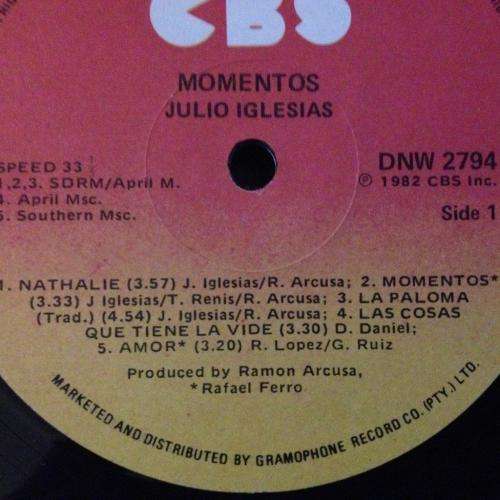 CBS
MOMENTOS
JULIO IGLESIAS
SPEED 33 1/2
1,2,3. SDRM/April M.
4. April Msc.
5. Southern Msc.
DNW 2794
℗ 1982 CBS Inc.
Side 1
1. NATHALIE (3.57) J. Iglesias/R. Arcusa; 2. MOMENTOS*
(3.33) J Iglesias/T. Renis/R. Arcusa; 3. LA PALOMA
(Trad.) (4.54) J. Iglesias/R. Arcusa; 4. LAS COSAS
QUE TIENE LA VIDE (3.30) D. Daniel;
5. AMOR* (3.20) R. Lopez/G. Ruiz
Produced by Ramon Arcusa,
*Rafael Ferro
MARKETED AND DISTRIBUTED BY GRAMOPHONE RECORD CO. (PTY.) LTD.